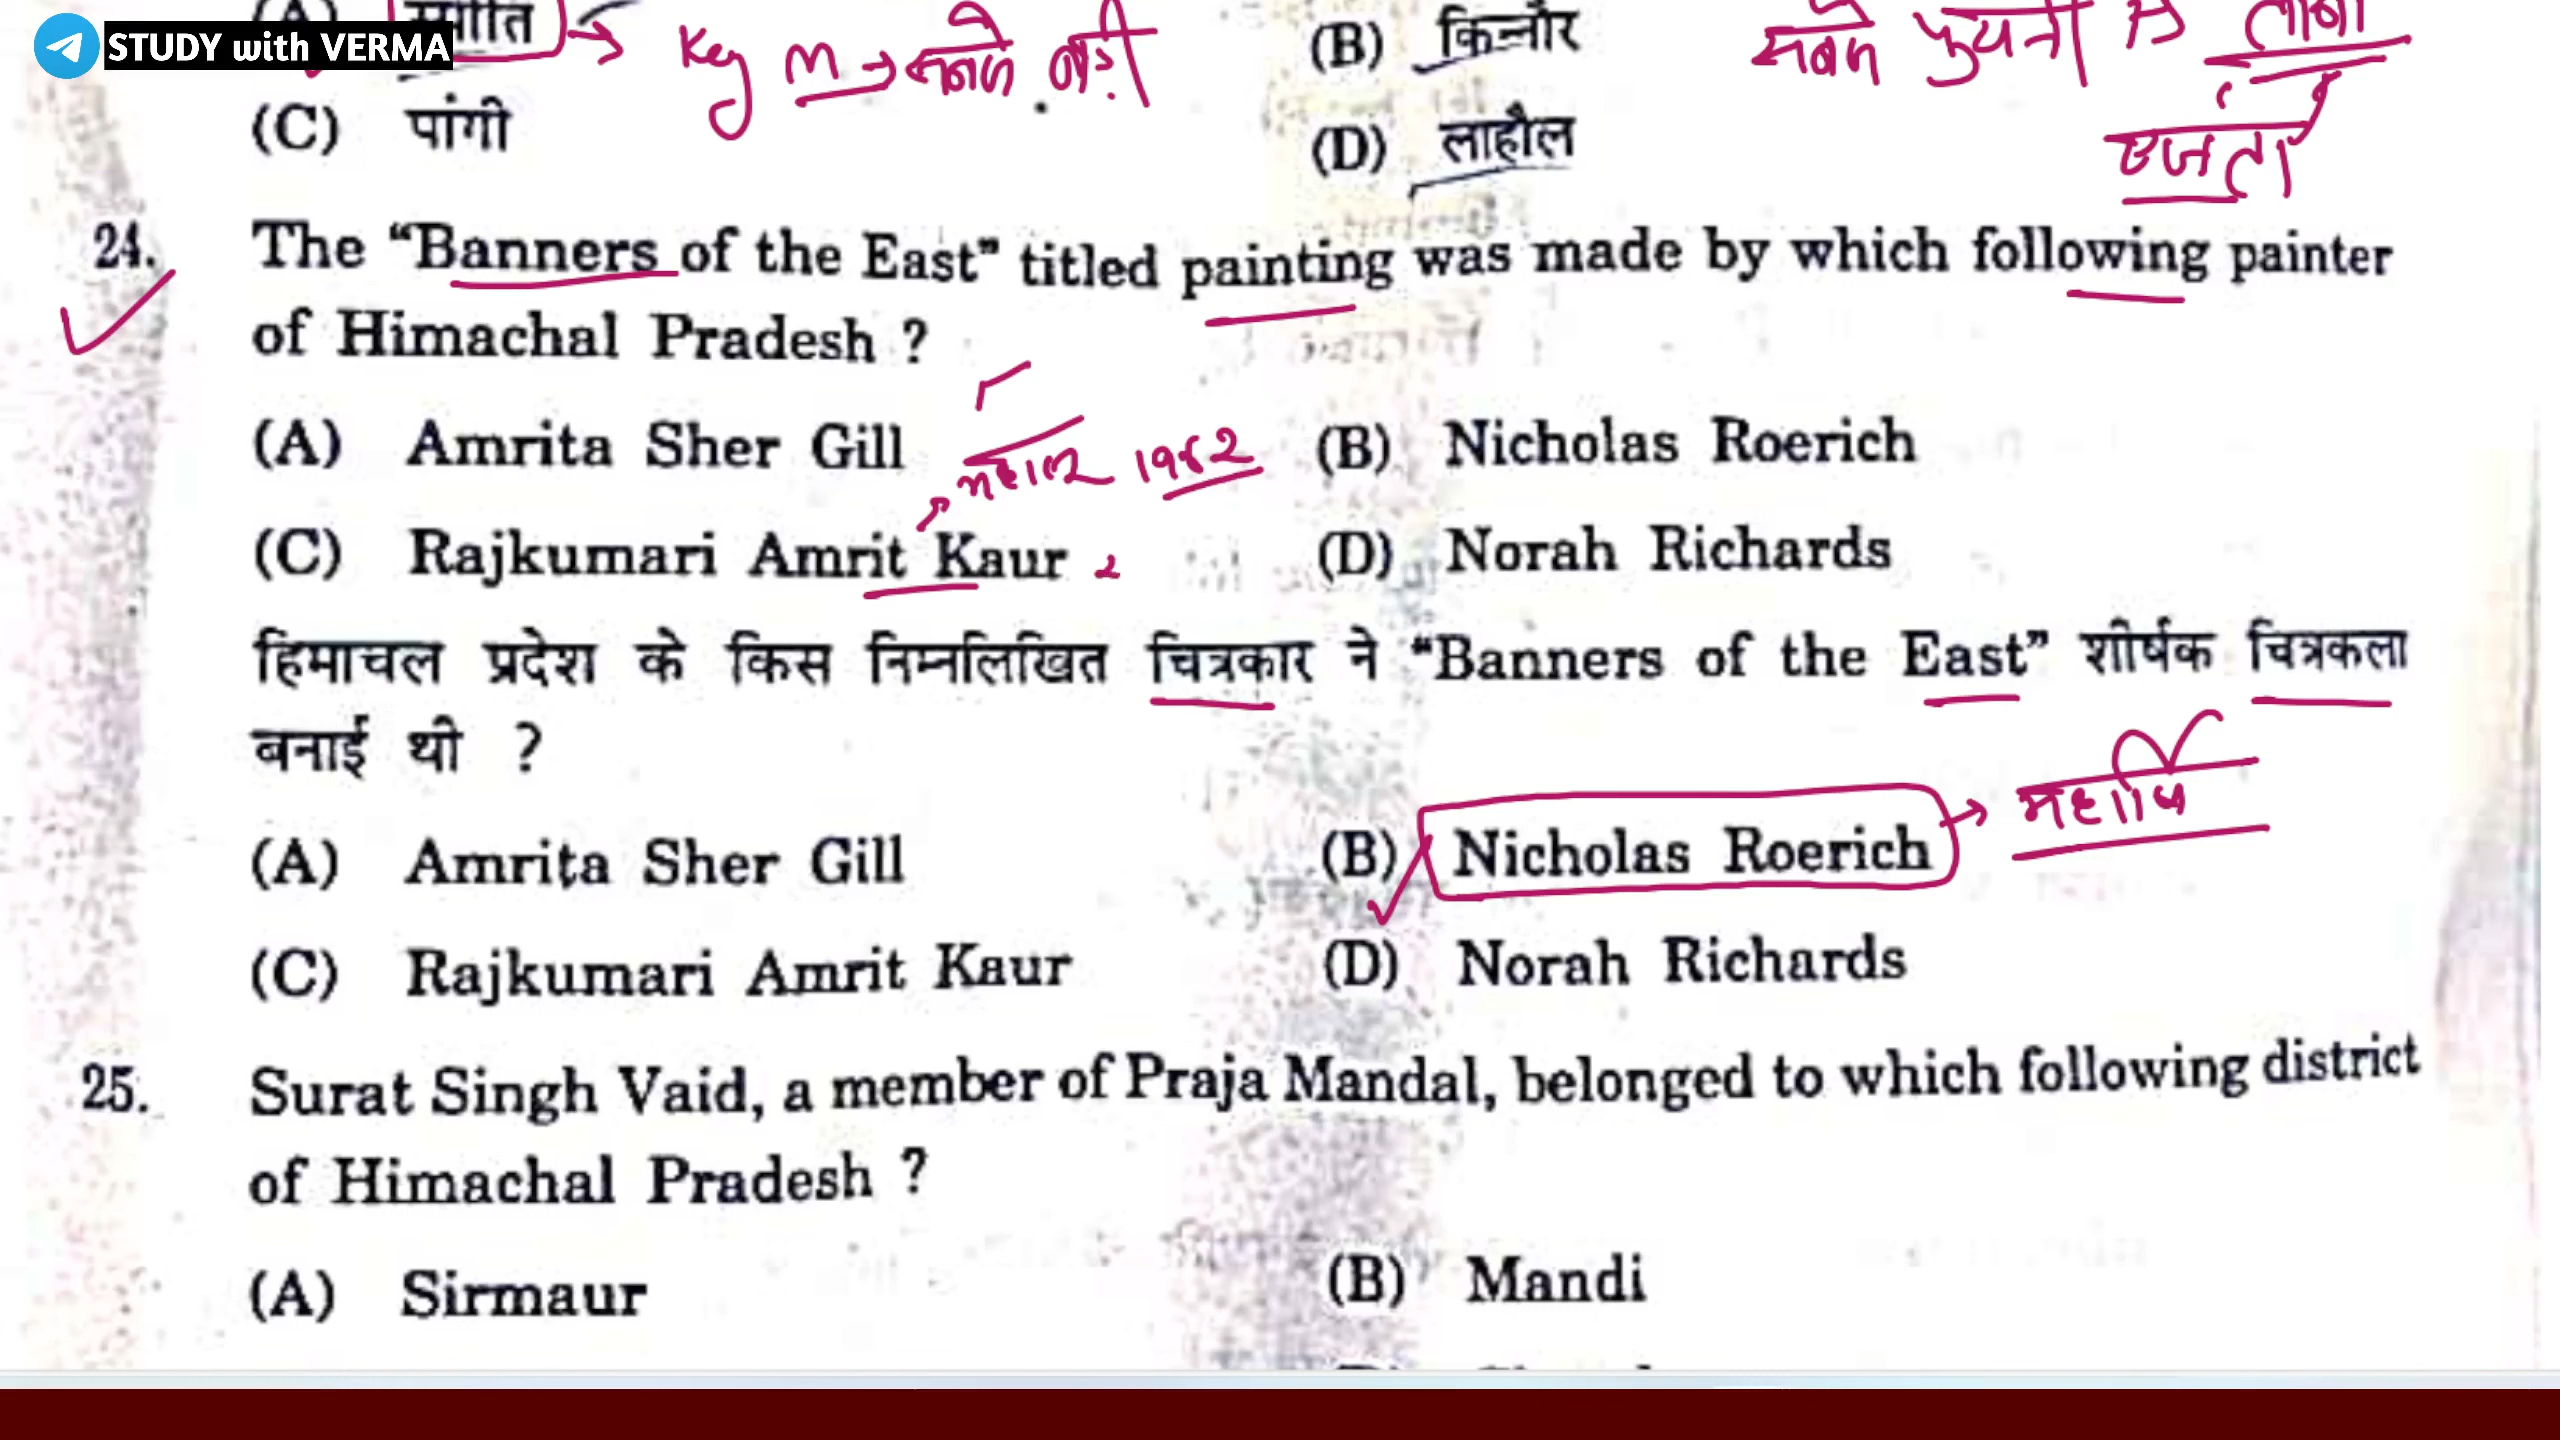 STUDY with VERMA
Key m →
(B) किन्नौर
(C) पांगी
(D) लाहौल
24. The “Banners of the East” titled painting was made by which following painter
of Himachal Pradesh ?
(A) Amrita Sher Gill
(B) Nicholas Roerich
(C) Rajkumari Amrit Kaur
(D) Norah Richards
हिमाचल प्रदेश के किस निम्नलिखित चित्रकार ने “Banners of the East” शीर्षक चित्रकला
बनाई थी ?
(A) Amrita Sher Gill
(B) Nicholas Roerich
(C) Rajkumari Amrit Kaur
(D) Norah Richards
25. Surat Singh Vaid, a member of Praja Mandal, belonged to which following district
of Himachal Pradesh ?
(A) Sirmaur
(B) Mandi